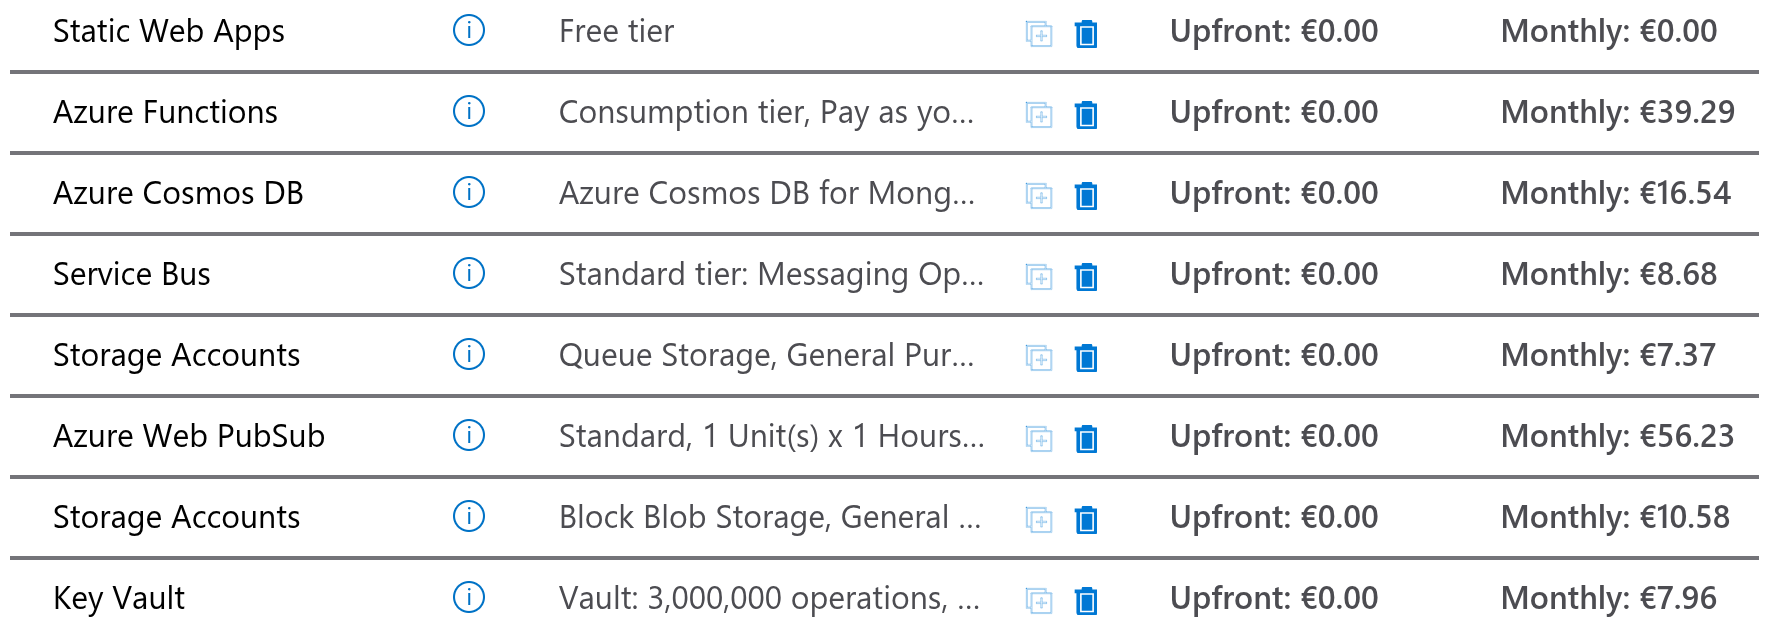 Static Web Apps Free tier Upfront: €0.00 Monthly: €0.00
Azure Functions Consumption tier, Pay as yo... Upfront: €0.00 Monthly: €39.29
Azure Cosmos DB Azure Cosmos DB for Mong... Upfront: €0.00 Monthly: €16.54
Service Bus Standard tier: Messaging Op... Upfront: €0.00 Monthly: €8.68
Storage Accounts Queue Storage, General Pur... Upfront: €0.00 Monthly: €7.37
Azure Web PubSub Standard, 1 Unit(s) x 1 Hours... Upfront: €0.00 Monthly: €56.23
Storage Accounts Block Blob Storage, General ... Upfront: €0.00 Monthly: €10.58
Key Vault Vault: 3,000,000 operations, ... Upfront: €0.00 Monthly: €7.96